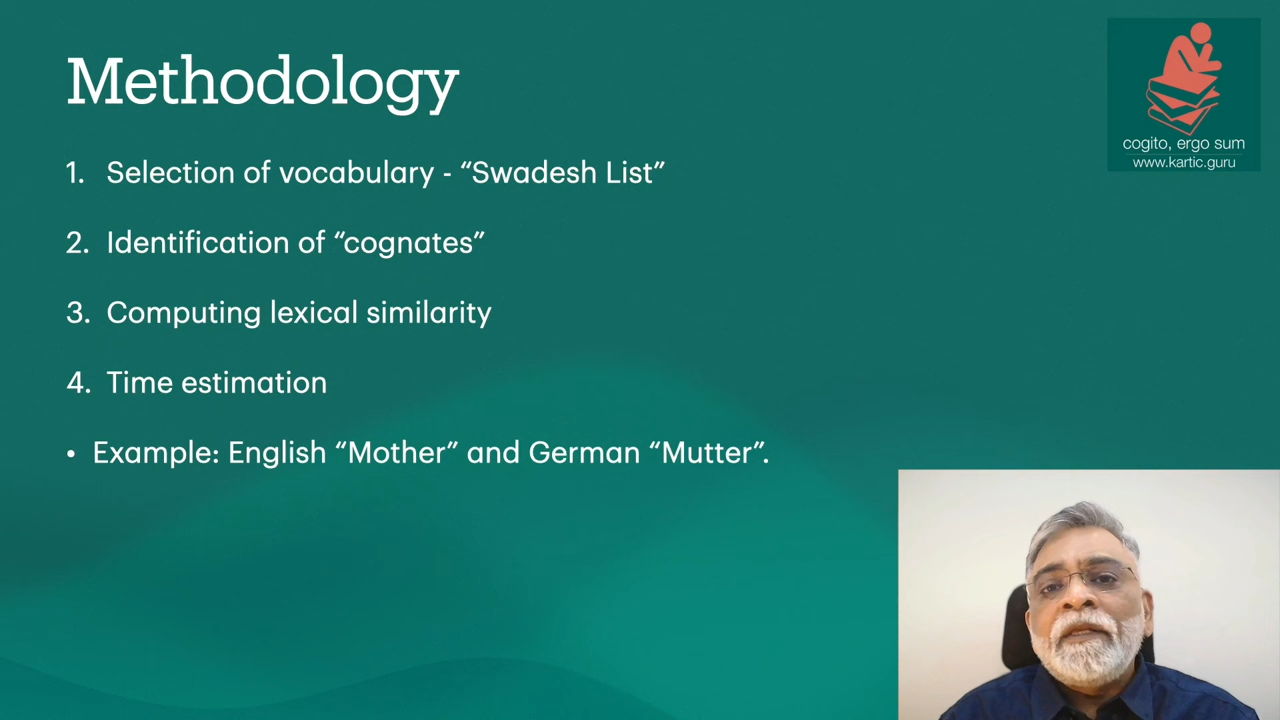 Methodology
1. Selection of vocabulary - “Swadesh List”
2. Identification of “cognates”
3. Computing lexical similarity
4. Time estimation
• Example: English “Mother” and German “Mutter”.
cogito, ergo sum
www.kartic.guru